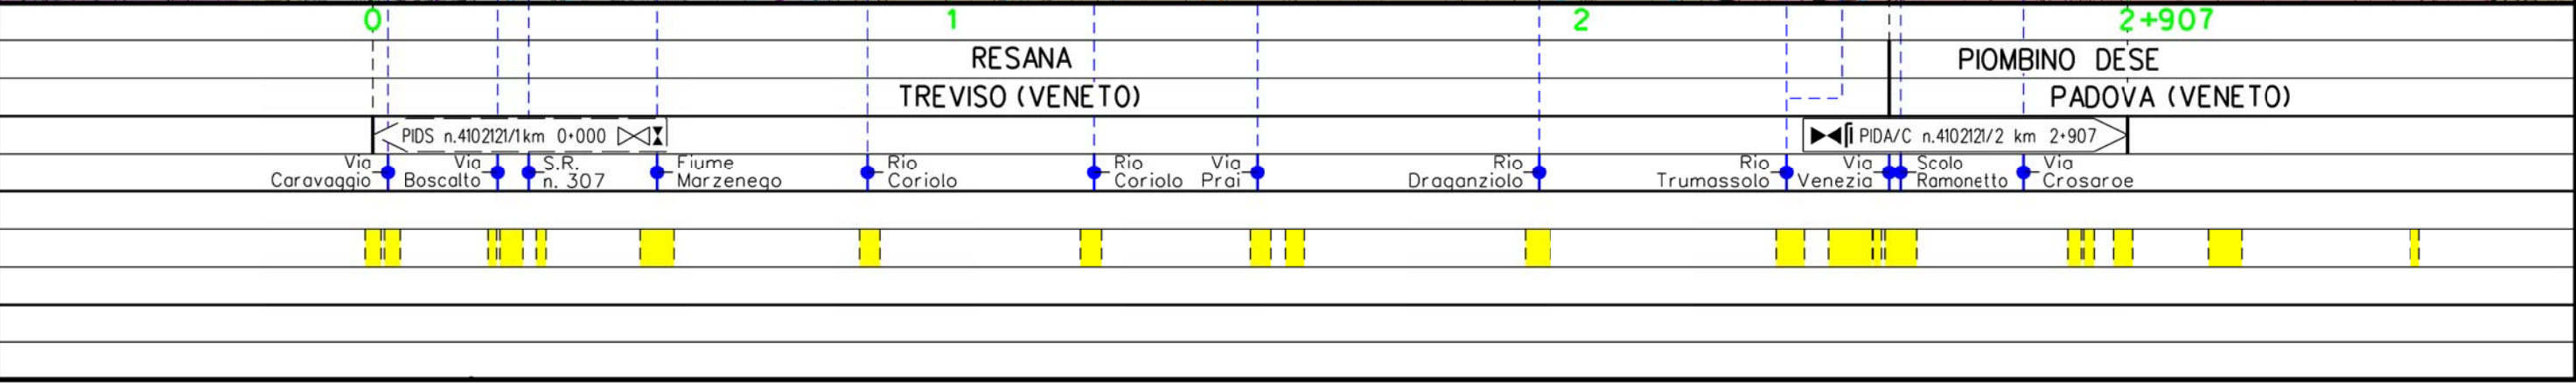 0 1 2 2+907
RESANA PIOMBINO DESE
TREVISO (VENETO) PADOVA (VENETO)
PIDS n.4102121/1 km 0+000 PIDA/C n.4102121/2 km 2+907
Via Via S.R. Fiume Rio Rio Via Rio Rio Via Scolo Via
Caravaggio Boscalto n. 307 Marzenego Coriolo Coriolo Prai Draganziolo Trumassolo Venezia Ramonetto Crosaroe